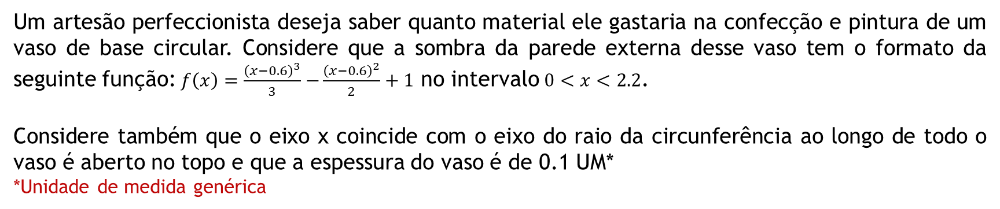 Um artesão perfeccionista deseja saber quanto material ele gastaria na confecção e pintura de um
vaso de base circular. Considere que a sombra da parede externa desse vaso tem o formato da
seguinte função: f(x) = (x−0.6)³/3 − (x−0.6)²/2 + 1 no intervalo 0 < x < 2.2.
Considere também que o eixo x coincide com o eixo do raio da circunferência ao longo de todo o
vaso é aberto no topo e que a espessura do vaso é de 0.1 UM*
*Unidade de medida genérica